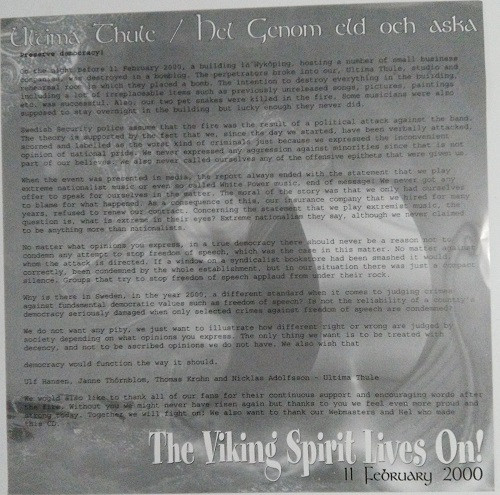 Ultima Thule / Hel Genom eld och aska
Preserve democracy!
On the night before 11 February 2000, a building in Nyköping, hosting a number of small business
companies, was destroyed in a bombing. The perpetrators broke into our, Ultima Thule, studio and
rehearsal room in which they placed a bomb. The intention to destroy everything in the building,
including a lot of irreplaceable items such as previously unreleased songs, pictures, paintings
etc. was successful. Also, our two pet snakes were killed in the fire. Some musicians were also
supposed to stay overnight in the building but lucky enough they never did.
Swedish Security police assume that the fire was the result of a political attack against the band.
The theory is supported by the fact that we, since the day we started, have been verbally attacked,
scorned and labelled as the worst kind of criminals just because we expressed the inconvenient
opinion of national pride. We never expressed any aggression against minorities since that is not
part of our believes. We also never called ourselves any of the offensive epithets that were given us
When the event was presented in media, the report always ended with the statement that we play
extreme nationalist music or even so called White Power music, end of message! We never got any
offer to speak for ourselves in the matter. The moral of the story was that we only had ourselves
to blame for what happened. As a consequence of this, our insurance company that we hired for many
years, refused to renew our contract. Concerning the statement that we play extremist music, the
question is, what is extreme in their eyes? Extreme nationalism they say, although we never claimed
to be anything more than nationalists.
No matter what opinions you express, in a true democracy there should never be a reason not to
condemn any attempt to stop freedom of speech, which was the case in this matter. No matter against
whom the attack is directed. If a window on a syndicalist bookstore had been smashed it would,
correctly, been condemned by the whole establishment, but in our situation there was just a
silence. Groups that try to stop freedom of speech applaud from under their rock.
Why is there in Sweden, in the year 2000, a different standard when it comes to judging crimes
against fundamental democratic values such as freedom of speech? Is not the reliability of a country's
democracy seriously damaged when only selected crimes against freedom of speech are condemned?
We do not want any pity, we just want to illustrate how different right or wrong are judged by
society depending on what opinions you express. The only thing we want is to be treated with
decency, and not to be ascribed opinions we do not have. We also wish that
democracy would function the way it should.
Ulf Hansen, Janne Thörnblom, Thomas Krohn and Nicklas Adolfsson - Ultima Thule
We would also like to thank all of our fans for their continuous support and encouraging words after
the fire. Without you we might never have risen again but thanks to you we feel even more proud and
strong today. Together we will fight on! We also want to thank our Webmasters and Hal who made
this CD.
The Viking Spirit Lives On!
11 February 2000